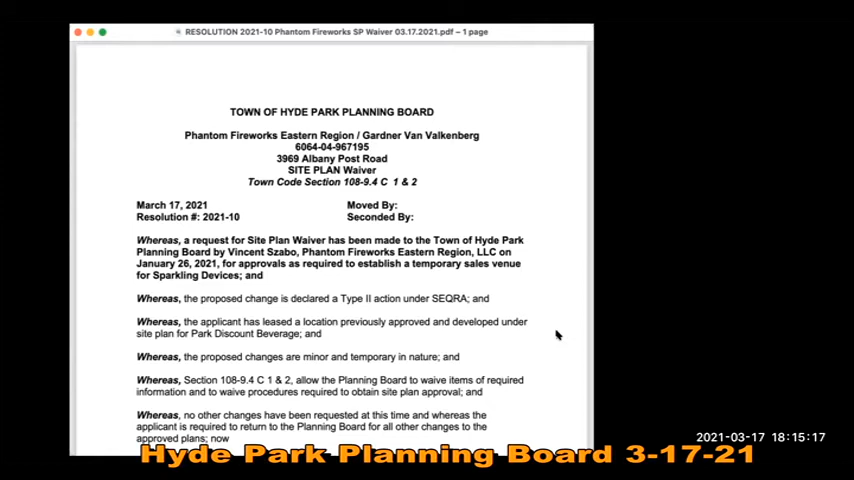 RESOLUTION 2021-10 Phantom Fireworks SP Waiver 03.17.2021.pdf – 1 page
TOWN OF HYDE PARK PLANNING BOARD
Phantom Fireworks Eastern Region / Gardner Van Valkenberg
6064-04-967195
3969 Albany Post Road
SITE PLAN Waiver
Town Code Section 108-9.4 C 1 & 2
March 17, 2021 Moved By:
Resolution #: 2021-10 Seconded By:
Whereas, a request for Site Plan Waiver has been made to the Town of Hyde Park
Planning Board by Vincent Szabo, Phantom Fireworks Eastern Region, LLC on
January 26, 2021, for approvals as required to establish a temporary sales venue
for Sparkling Devices; and
Whereas, the proposed change is declared a Type II action under SEQRA; and
Whereas, the applicant has leased a location previously approved and developed under
site plan for Park Discount Beverage; and
Whereas, the proposed changes are minor and temporary in nature; and
Whereas, Section 108-9.4 C 1 & 2, allow the Planning Board to waive items of required
information and to waive procedures required to obtain site plan approval; and
Whereas, no other changes have been requested at this time and whereas the
applicant is required to return to the Planning Board for all other changes to the
approved plans; now
2021-03-17 18:15:17
Hyde Park Planning Board 3-17-21